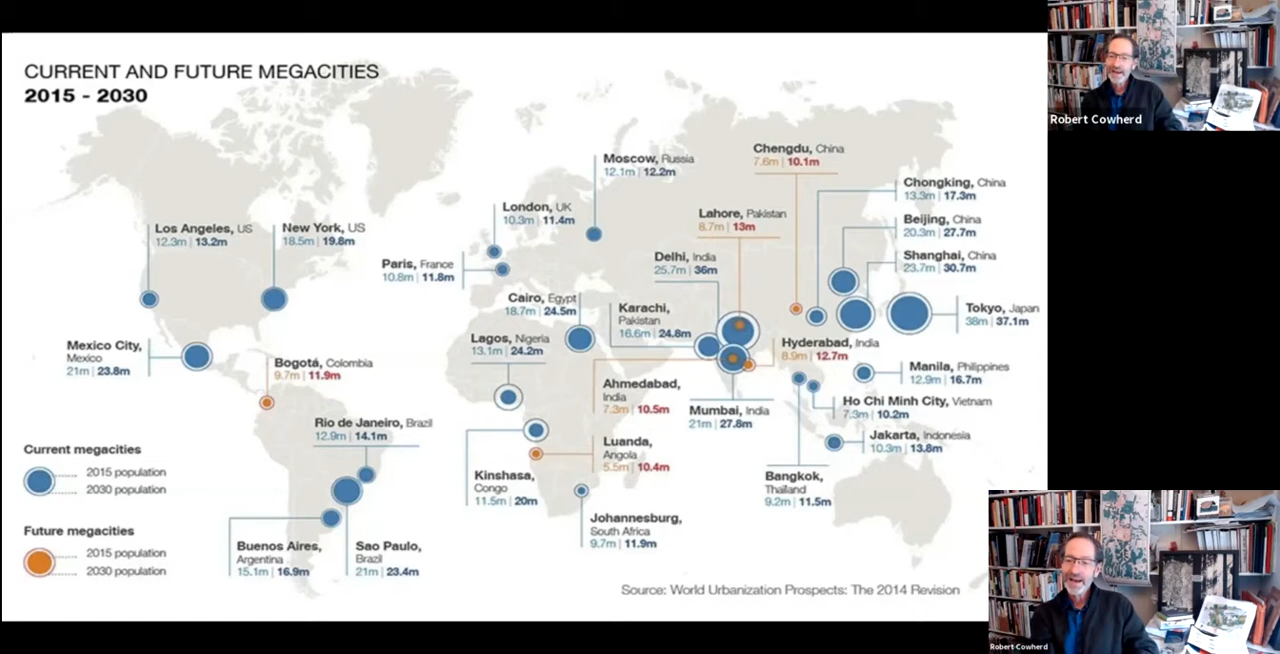 CURRENT AND FUTURE MEGACITIES
2015 - 2030
Robert Cowherd
Moscow, Russia
12.1m | 12.2m
Chengdu, China
7.6m | 10.1m
Chongking, China
13.3m | 17.3m
London, UK
10.3m | 11.4m
Lahore, Pakistan
8.7m | 13m
Beijing, China
20.3m | 27.7m
Los Angeles, US
12.3m | 13.2m
New York, US
18.5m | 19.8m
Paris, France
10.8m | 11.8m
Delhi, India
25.7m | 36m
Shanghai, China
23.7m | 30.7m
Cairo, Egypt
18.7m | 24.5m
Karachi,
Pakistan
16.6m | 24.8m
Tokyo, Japan
38m | 37.1m
Mexico City,
Mexico
21m | 23.8m
Lagos, Nigeria
13.1m | 24.2m
Hyderabad, India
8.9m | 12.7m
Bogotá, Colombia
9.7m | 11.9m
Manila, Philippines
12.9m | 16.7m
Ahmedabad,
India
7.3m | 10.5m
Mumbai, India
21m | 27.8m
Ho Chi Minh City, Vietnam
7.3m | 10.2m
Rio de Janeiro, Brazil
12.9m | 14.1m
Jakarta, Indonesia
10.3m | 13.8m
Luanda,
Angola
5.5m | 10.4m
Kinshasa,
Congo
11.5m | 20m
Bangkok,
Thailand
9.2m | 11.5m
Johannesburg,
South Africa
9.7m | 11.9m
Buenos Aires,
Argentina
15.1m | 16.9m
Sao Paulo,
Brazil
21m | 23.4m
Current megacities
2015 population
2030 population
Future megacities
2015 population
2030 population
Source: World Urbanization Prospects: The 2014 Revision
Robert Cowherd